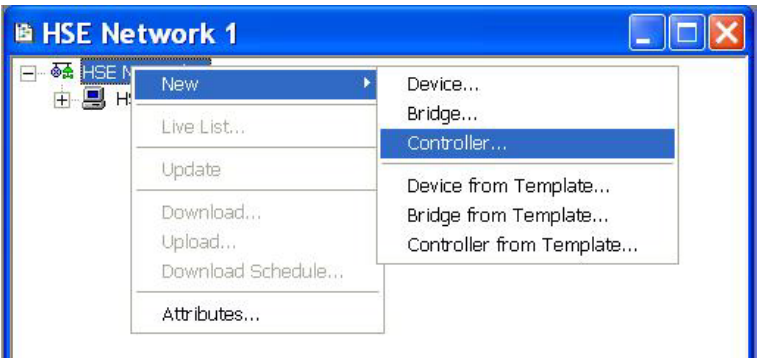 HSE Network 1
HSE
New
Device...
Bridge...
Controller...
Live List...
Update
Device from Template...
Download...
Bridge from Template...
Upload...
Controller from Template...
Download Schedule...
Attributes...